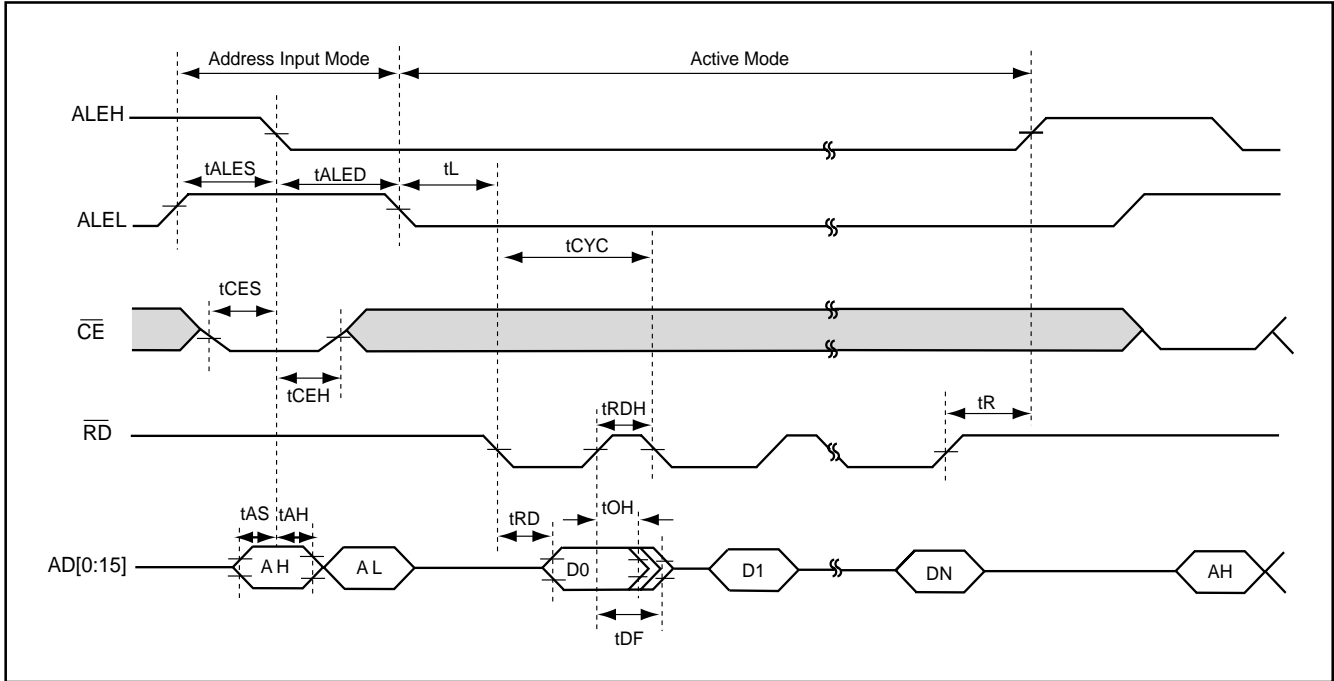 Address Input Mode
Active Mode
ALEH
tALES
tALED
tL
ALEL
tCYC
tCES
CE
tCEH
tRDH
tR
RD
tOH
tAS
tAH
tRD
AD[0:15]
A H
A L
D0
D1
DN
AH
tDF